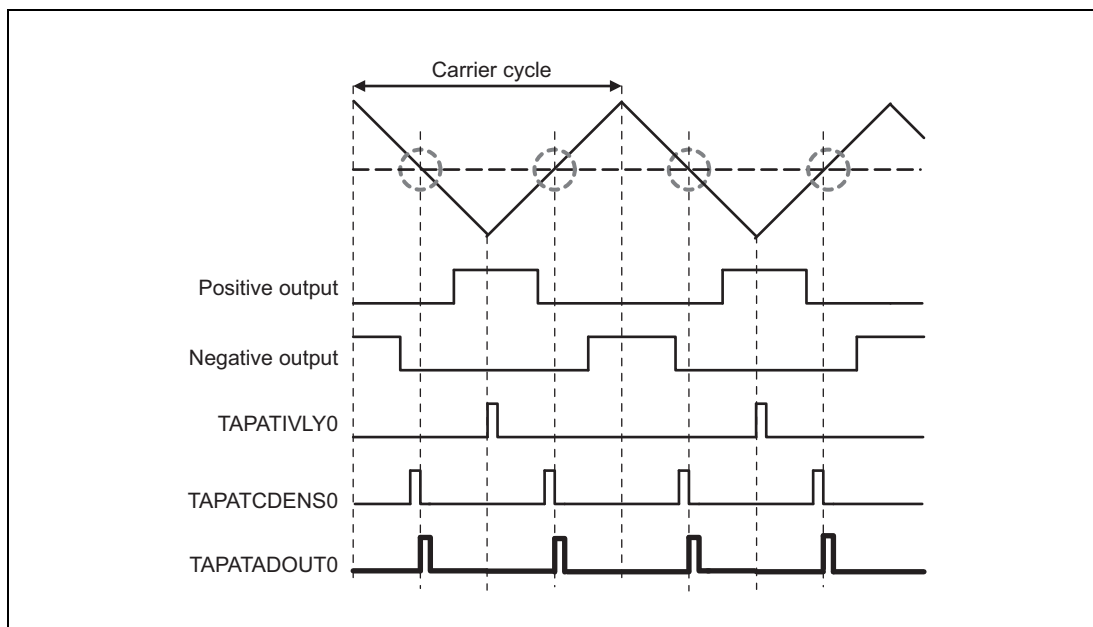 Carrier cycle
Positive output
Negative output
TAPATIVLY0
TAPATCDENS0
TAPATADOUT0